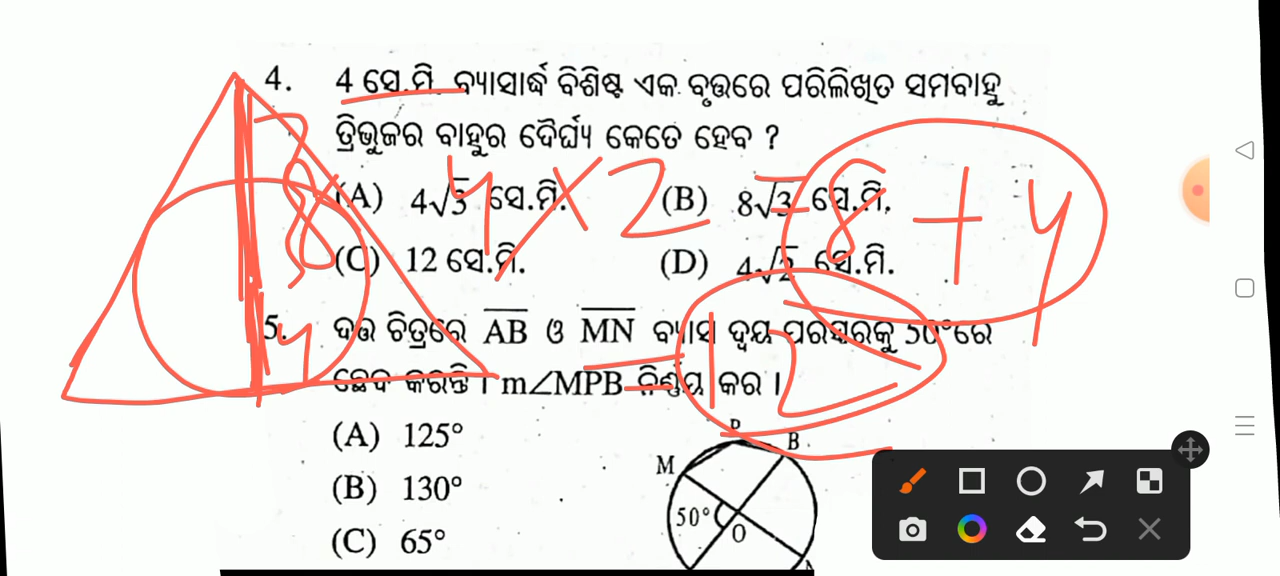 4. 4 ସେ.ମି. ବ୍ୟାସାର୍ଦ୍ଧ ବିଶିଷ୍ଟ ଏକ ବୃତ୍ତରେ ପରିଲିଖିତ ସମବାହୁ
ତ୍ରିଭୁଜର ବାହୁର ଦୈର୍ଘ୍ୟ କେତେ ହେବ ?
(A) 4√3 ସେ.ମି. (B) 8√3 ସେ.ମି.
(C) 12 ସେ.ମି. (D) 4√2 ସେ.ମି.
8 4 × 2 8 + 4
4 = 12
5. ଦତ୍ତ ଚିତ୍ରରେ AB ଓ MN ବ୍ୟାସ ଦ୍ୱୟ ପରସ୍ପରକୁ 50°ରେ
ଛେଦ କରନ୍ତି । m∠MPB ନିର୍ଣ୍ଣୟ କର ।
(A) 125°
(B) 130°
(C) 65°
P B
M
50°
O